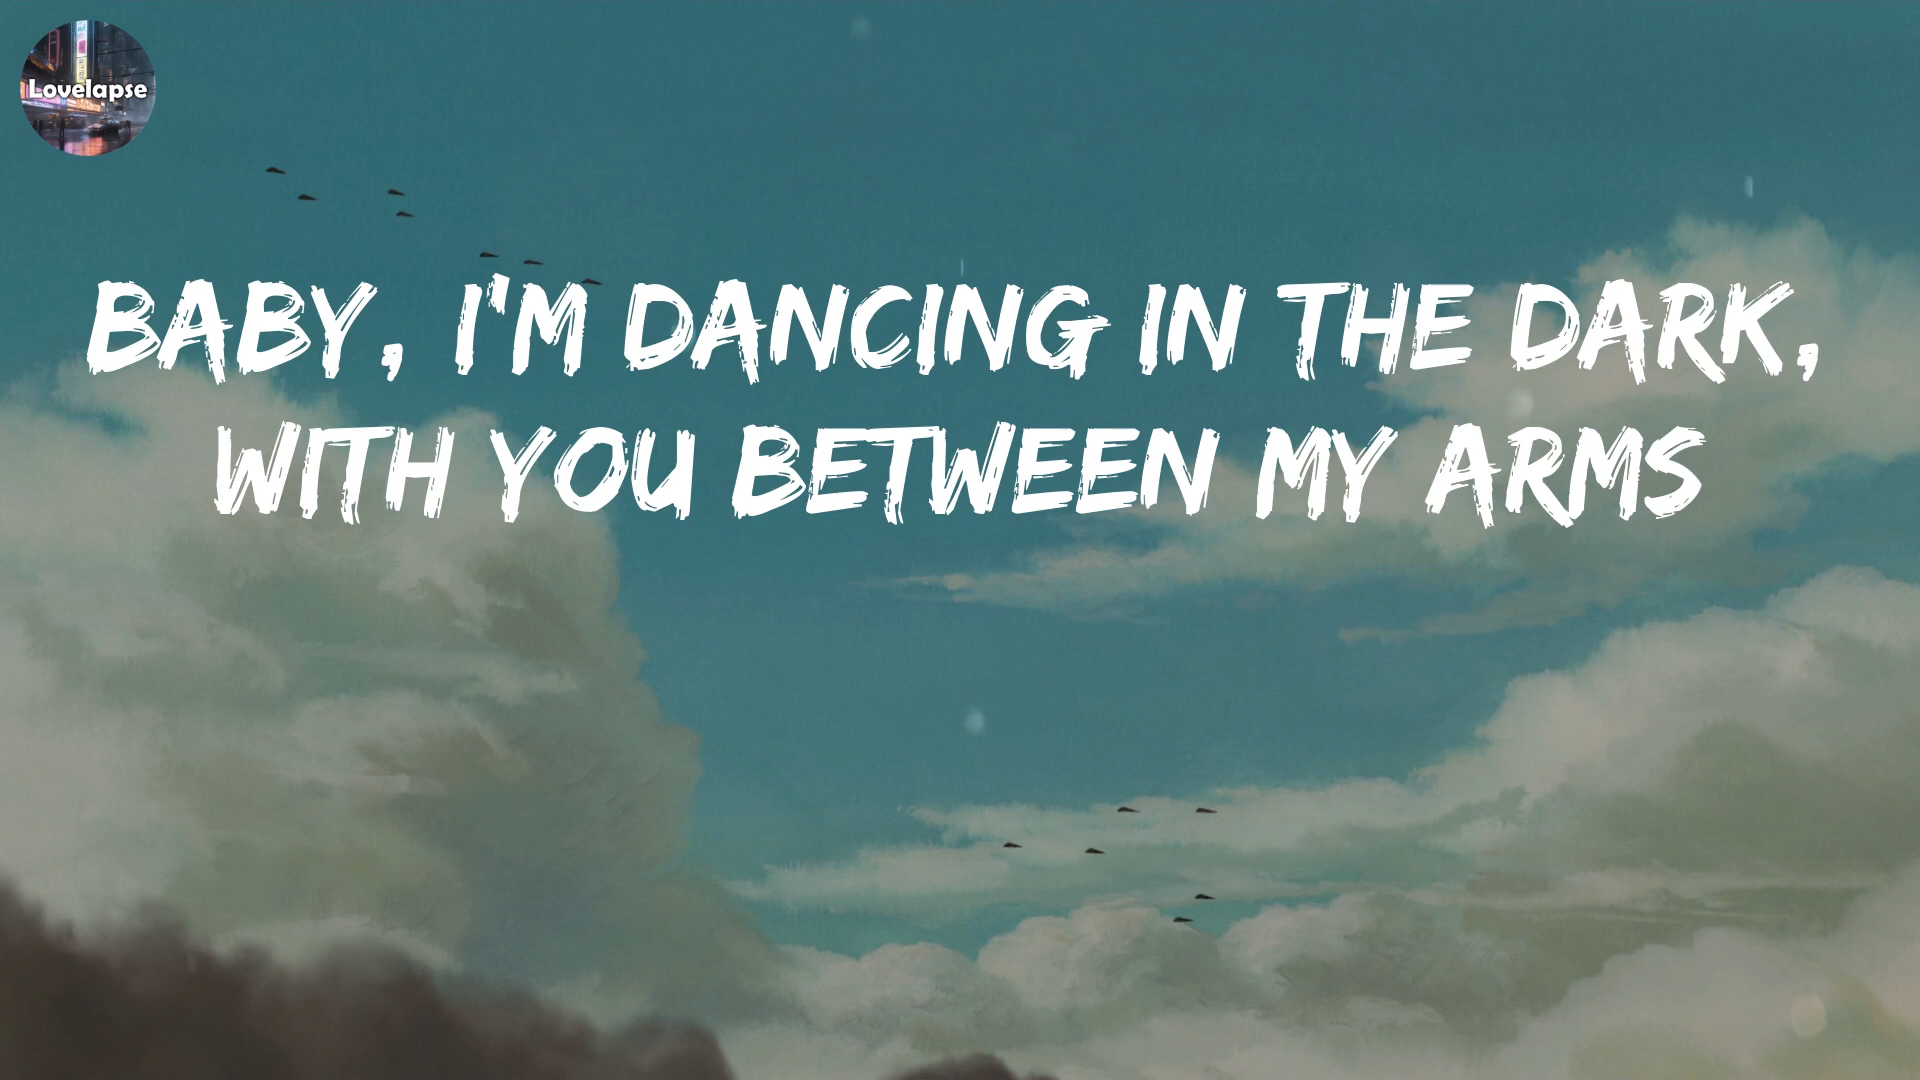 Lovelapse
BABY, I'M DANCING IN THE DARK,
WITH YOU BETWEEN MY ARMS